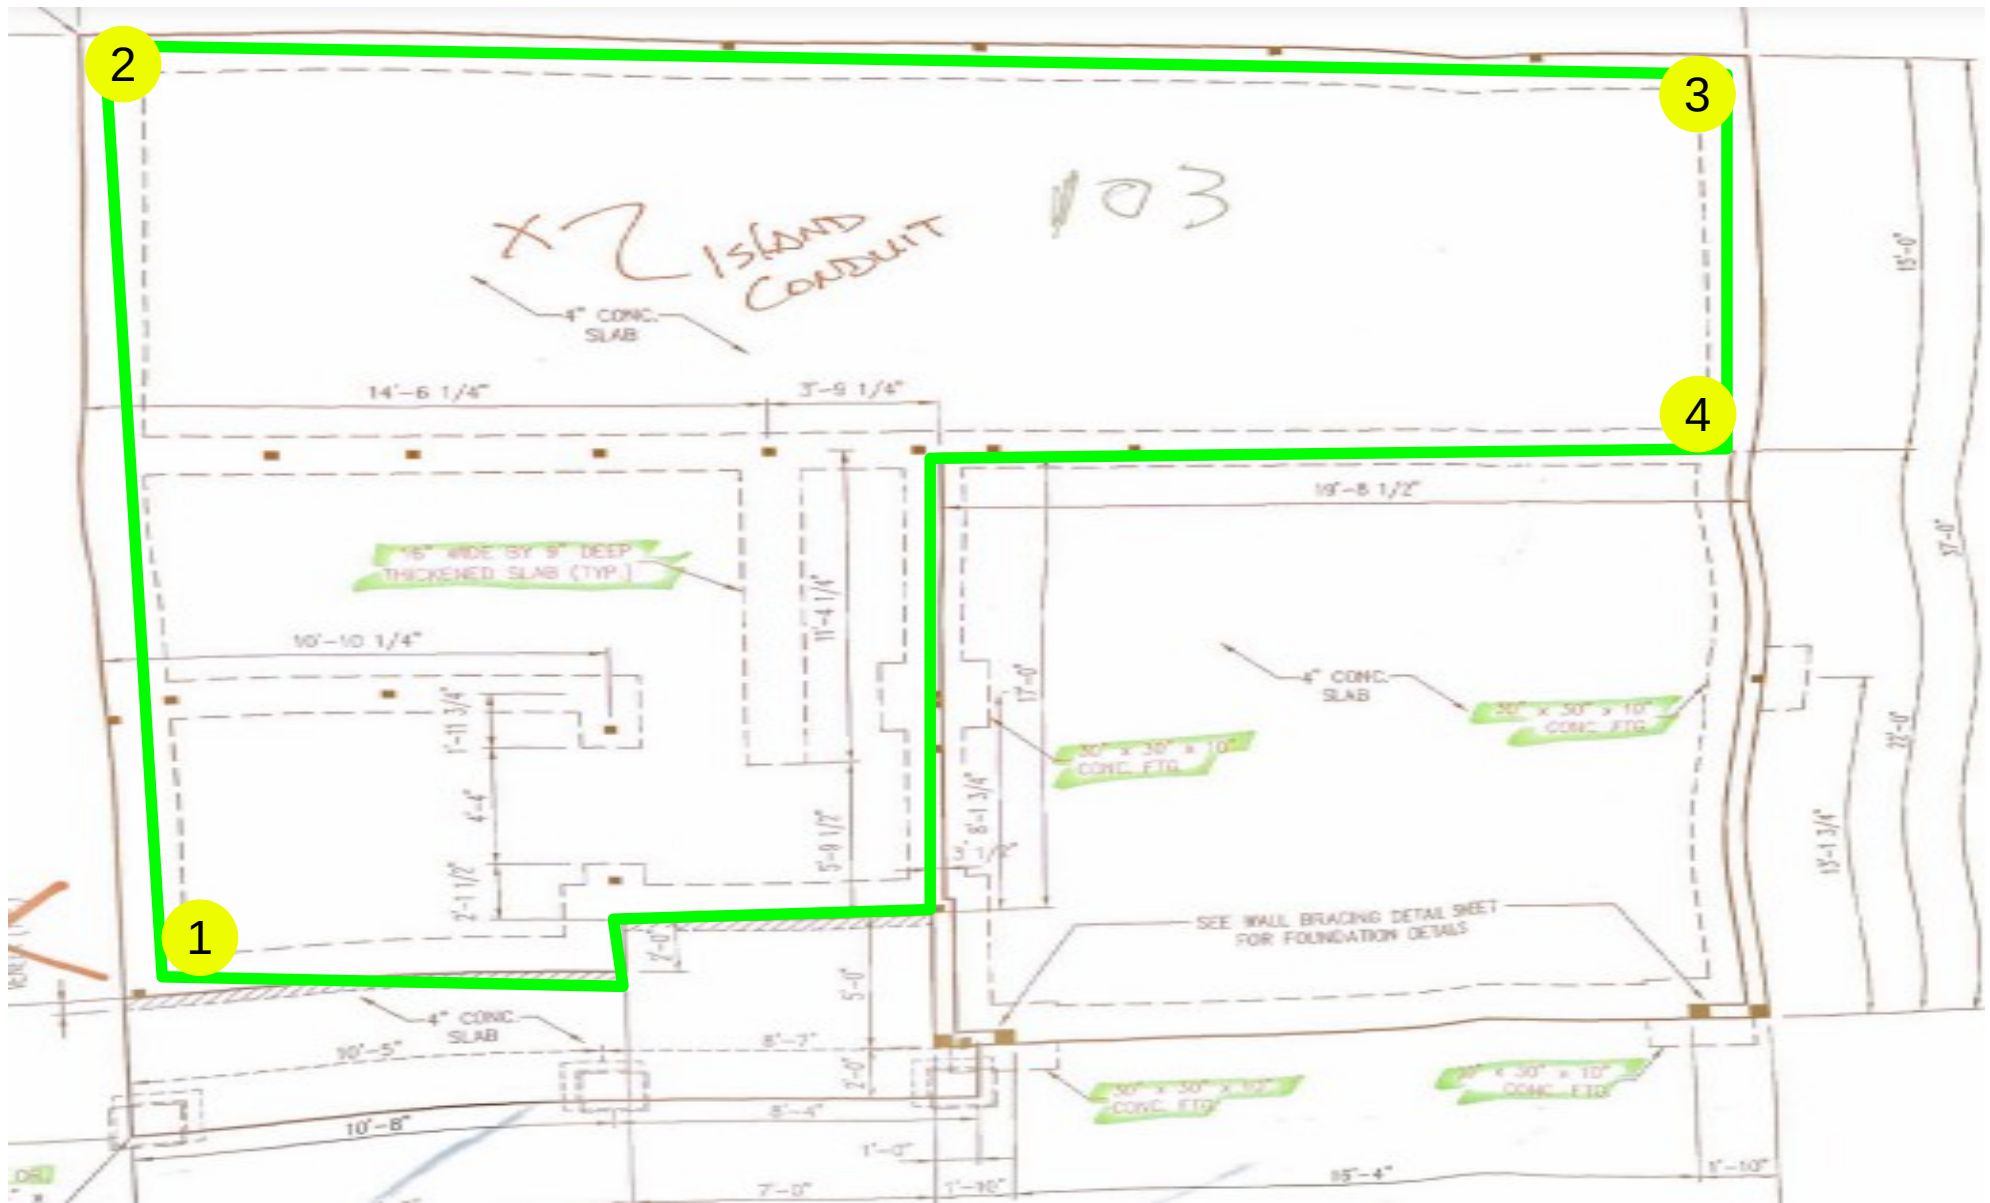 2
3
x2 ISLAND
CONDUIT
103
4" CONC.
SLAB
15'-0"
14'-6 1/4"
3'-9 1/4"
4
19'-8 1/2"
16" WIDE BY 9" DEEP
THICKENED SLAB (TYP.)
11'-4 1/4"
37'-0"
10'-10 1/4"
17'-0"
4" CONC.
SLAB
30" x 30" x 10"
CONC. FTG.
1'-11 3/4"
22'-0"
30" x 30" x 10"
CONC. FTG.
4'-4"
8'-1 3/4"
5'-9 1/2"
13'-1 3/4"
2'-1 1/2"
1
SEE WALL BRACING DETAIL SHEET
FOR FOUNDATION DETAILS
2'-0"
5'-0"
4" CONC.
SLAB
10'-5"
8'-7"
2'-0"
30" x 30" x 10"
CONC. FTG.
30" x 30" x 10"
CONC. FTG.
10'-8"
8'-4"
1'-0"
7'-0"
1'-10"
15'-4"
1'-10"